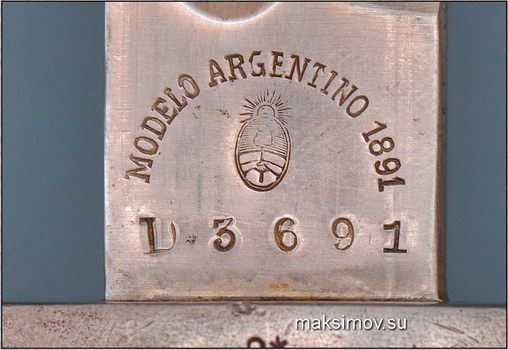 MODELO ARGENTINO 1891
D 3691
maksimov.su